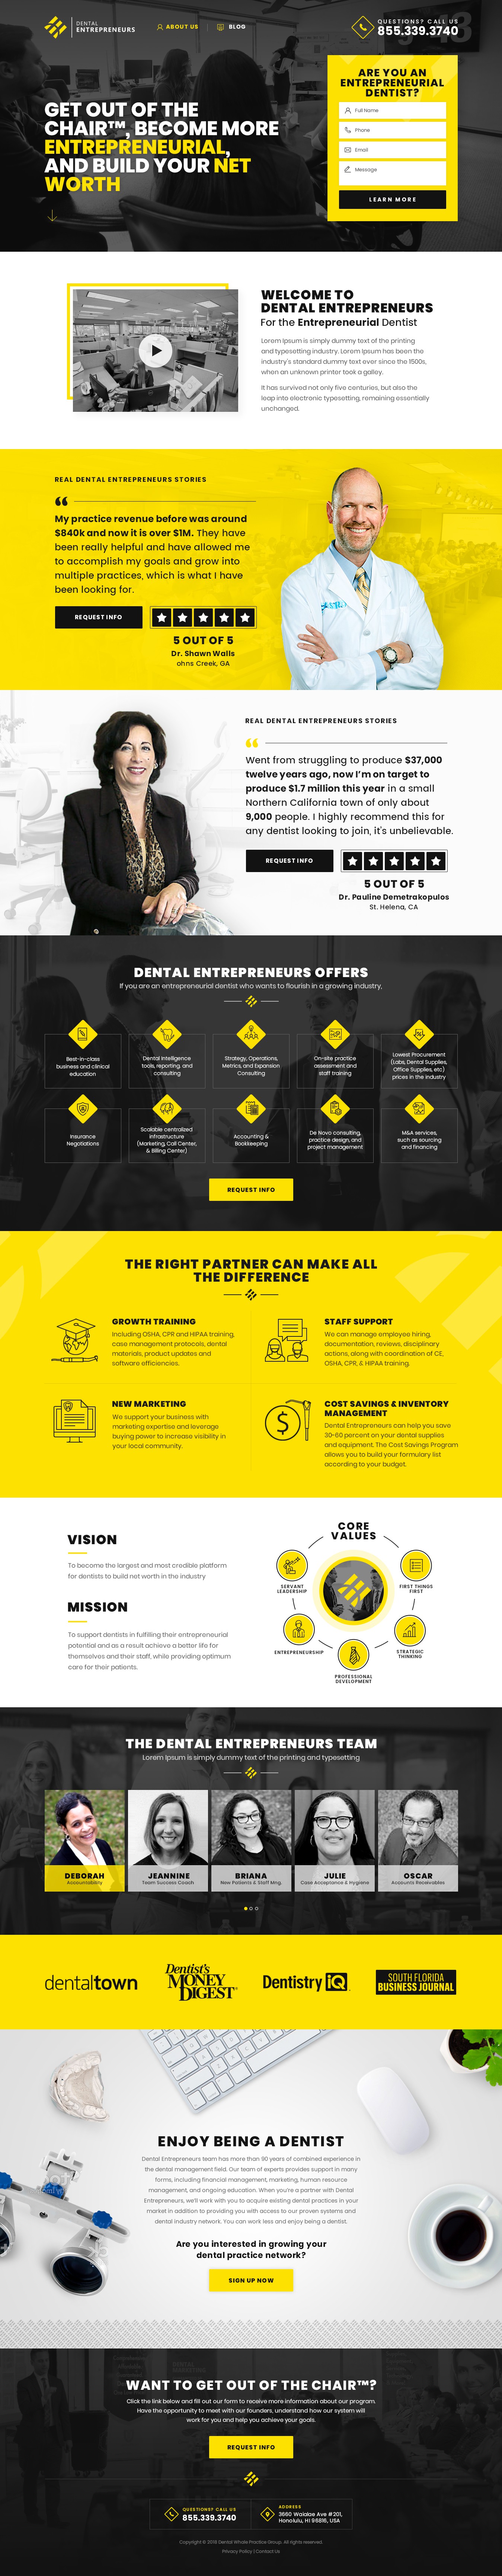 DENTAL
ENTREPRENEURS
ABOUT US
BLOG
QUESTIONS? CALL US
855.339.3740
GET OUT OF THE
CHAIR™, BECOME MORE
ENTREPRENEURIAL,
AND BUILD YOUR NET
WORTH
ARE YOU AN
ENTREPRENEURIAL
DENTIST?
Full Name
Phone
Email
Message
LEARN MORE
WELCOME TO
DENTAL ENTREPRENEURS
For the Entrepreneurial Dentist
Lorem Ipsum is simply dummy text of the printing
and typesetting industry. Lorem Ipsum has been the
industry's standard dummy text ever since the 1500s,
when an unknown printer took a galley.
It has survived not only five centuries, but also the
leap into electronic typesetting, remaining essentially
unchanged.
REAL DENTAL ENTREPRENEURS STORIES
My practice revenue before was around
$840k and now it is over $1M. They have
been really helpful and have allowed me
to accomplish my goals and grow into
multiple practices, which is what I have
been looking for.
REQUEST INFO
5 OUT OF 5
Dr. Shawn Walls
ohns Creek, GA
REAL DENTAL ENTREPRENEURS STORIES
Went from struggling to produce $37,000
twelve years ago, now I'm on target to
produce $1.7 million this year in a small
Northern California town of only about
9,000 people. I highly recommend this for
any dentist looking to join, it's unbelievable.
REQUEST INFO
5 OUT OF 5
Dr. Pauline Demetrakopulos
St. Helena, CA
DENTAL ENTREPRENEURS OFFERS
If you are an entrepreneurial dentist who wants to flourish in a growing industry,
Best-in-class
business and clinical
education
Dental Intelligence
tools, reporting, and
consulting
Strategy, Operations,
Metrics, and Expansion
Consulting
On-site practice
assessment and
staff training
Lowest Procurement
(Labs, Dental Supplies,
Office Supplies, etc)
prices in the industry
Insurance
Negotiations
Scalable centralized
infrastructure
(Marketing, Call Center,
& Billing Center)
Accounting &
Bookkeeping
De Novo consulting,
practice design, and
project management
M&A services,
such as sourcing
and financing
REQUEST INFO
THE RIGHT PARTNER CAN MAKE ALL
THE DIFFERENCE
GROWTH TRAINING
Including OSHA, CPR and HIPAA training,
case management protocols, dental
materials, product updates and
software efficiencies.
STAFF SUPPORT
We can manage employee hiring,
documentation, reviews, disciplinary
actions, along with coordination of CE,
OSHA, CPR, & HIPAA training.
NEW MARKETING
We support your business with
marketing expertise and leverage
buying power to increase visibility in
your local community.
COST SAVINGS & INVENTORY
MANAGEMENT
Dental Entrepreneurs can help you save
30-60 percent on your dental supplies
and equipment. The Cost Savings Program
allows you to build your formulary list
according to your budget.
VISION
To become the largest and most credible platform
for dentists to build net worth in the industry
MISSION
To support dentists in fulfilling their entrepreneurial
potential and as a result achieve a better life for
themselves and their staff, while providing optimum
care for their patients.
CORE
VALUES
SERVANT
LEADERSHIP
FIRST THINGS
FIRST
ENTREPRENEURSHIP
STRATEGIC
THINKING
PROFESSIONAL
DEVELOPMENT
THE DENTAL ENTREPRENEURS TEAM
Lorem Ipsum is simply dummy text of the printing and typesetting
DEBORAH
Accountability
JEANNINE
Team Success Coach
BRIANA
New Patients & Staff Mng.
JULIE
Case Acceptance & Hygiene
OSCAR
Accounts Receivables
dentaltown
Dentist's
MONEY
DIGEST
Dentistry iQ
SOUTH FLORIDA
BUSINESS JOURNAL
ENJOY BEING A DENTIST
Dental Entrepreneurs team has more than 90 years of combined experience in
the dental management field. Our team of experts provides support in many
forms, including financial management, marketing, human resource
management, and ongoing education. When you're a partner with Dental
Entrepreneurs, we'll work with you to acquire existing dental practices in your
market in addition to providing you with access to our proven systems and
dental industry network. You can work less and enjoy being a dentist.
Are you interested in growing your
dental practice network?
SIGN UP NOW
WANT TO GET OUT OF THE CHAIR™?
Click the link below and fill out our form to receive more information about our program.
Have the opportunity to meet with our founders, understand how our system will
work for you and help you achieve your goals.
REQUEST INFO
QUESTIONS? CALL US
855.339.3740
ADDRESS
3660 Waialae Ave #201,
Honolulu, HI 96816, USA
Copyright © 2018 Dental Whole Practice Group. All rights reserved.
Privacy Policy | Contact Us